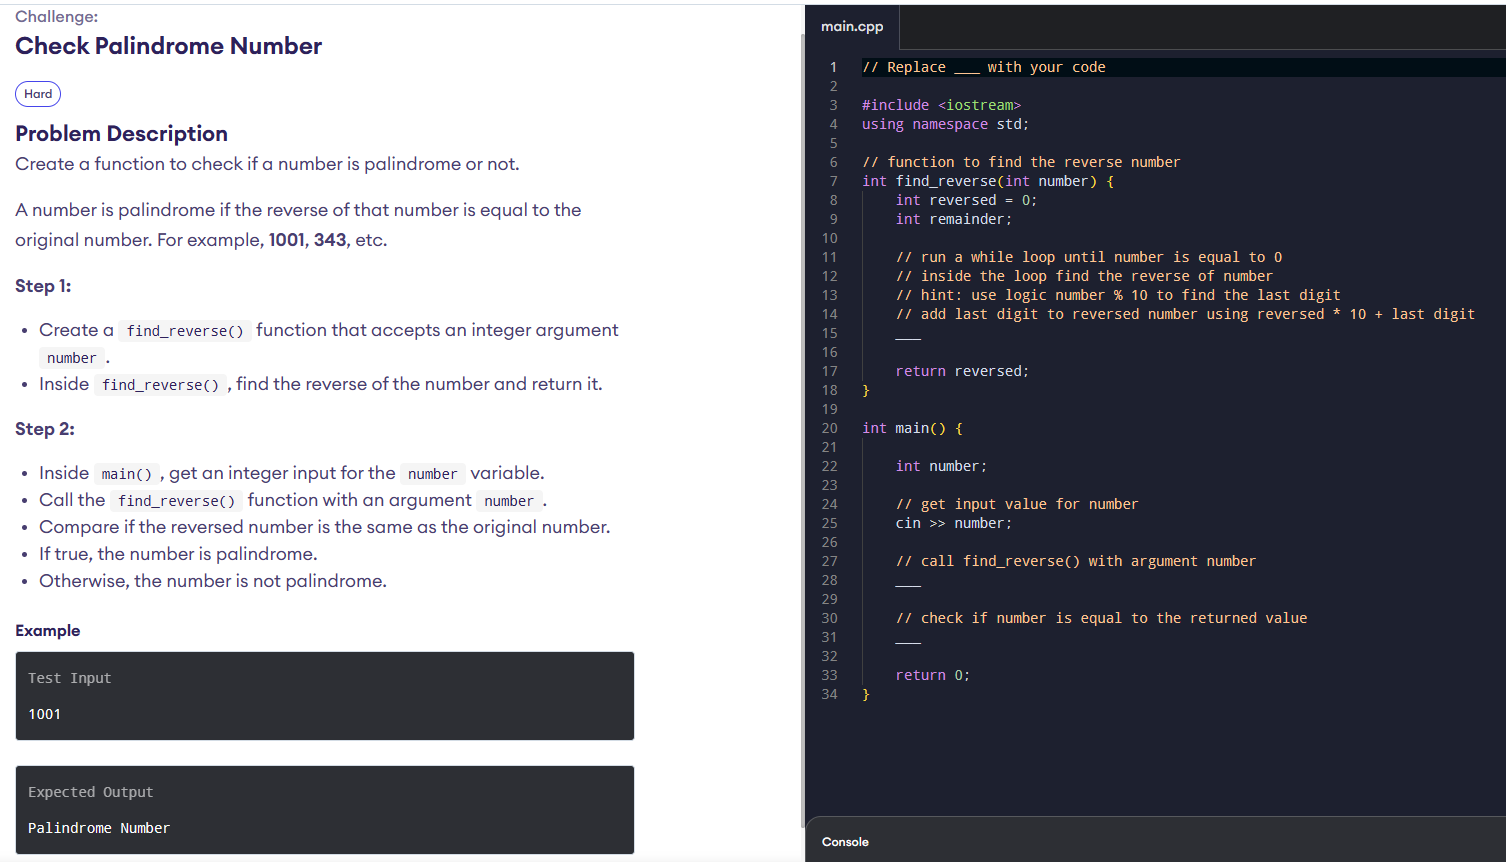 Challenge:
Check Palindrome Number
Hard
Problem Description
Create a function to check if a number is palindrome or not.
A number is palindrome if the reverse of that number is equal to the
original number. For example, 1001, 343, etc.
Step 1:
• Create a find_reverse() function that accepts an integer argument
number .
• Inside find_reverse() , find the reverse of the number and return it.
Step 2:
• Inside main() , get an integer input for the number variable.
• Call the find_reverse() function with an argument number .
• Compare if the reversed number is the same as the original number.
• If true, the number is palindrome.
• Otherwise, the number is not palindrome.
Example
Test Input
1001
Expected Output
Palindrome Number
main.cpp
1 // Replace ___ with your code
2
3 #include <iostream>
4 using namespace std;
5
6 // function to find the reverse number
7 int find_reverse(int number) {
8     int reversed = 0;
9     int remainder;
10
11     // run a while loop until number is equal to 0
12     // inside the loop find the reverse of number
13     // hint: use logic number % 10 to find the last digit
14     // add last digit to reversed number using reversed * 10 + last digit
15     ___
16
17     return reversed;
18 }
19
20 int main() {
21
22     int number;
23
24     // get input value for number
25     cin >> number;
26
27     // call find_reverse() with argument number
28     ___
29
30     // check if number is equal to the returned value
31     ___
32
33     return 0;
34 }
Console